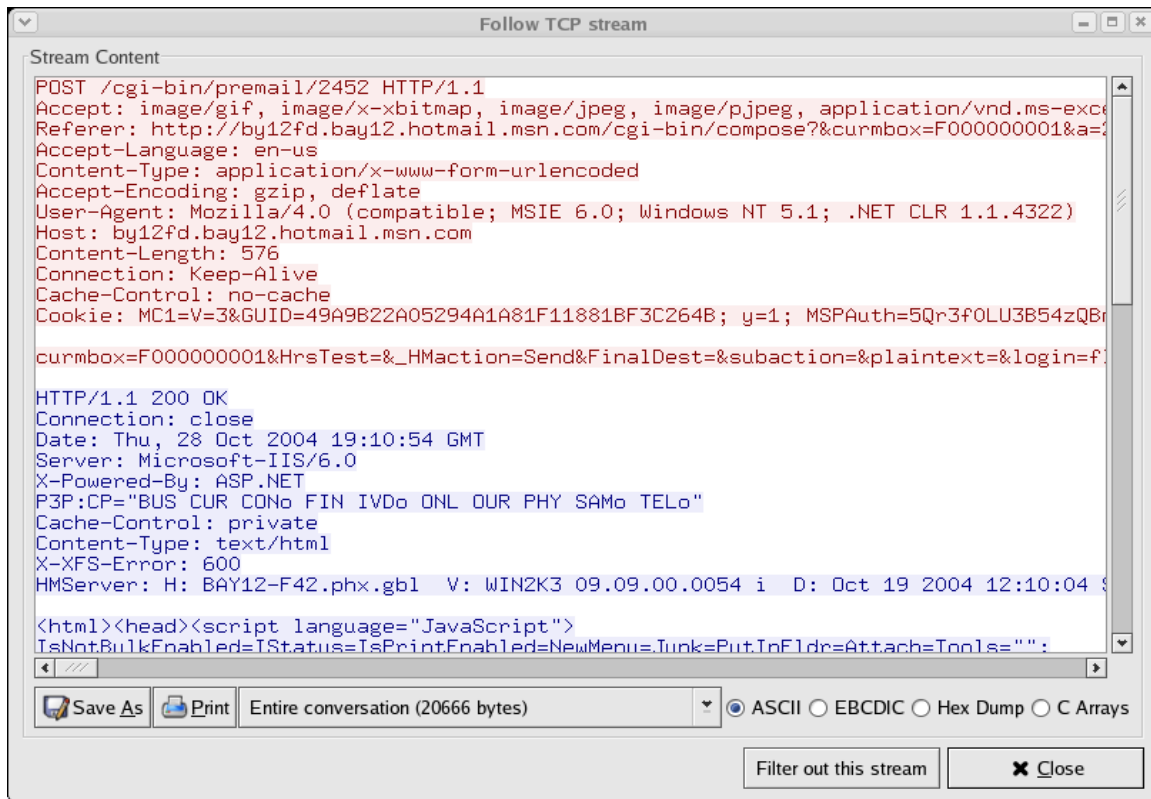 Follow TCP stream
Stream Content
POST /cgi-bin/premail/2452 HTTP/1.1
Accept: image/gif, image/x-xbitmap, image/jpeg, image/pjpeg, application/vnd.ms-exce
Referer: http://by12fd.bay12.hotmail.msn.com/cgi-bin/compose?&curmbox=F000000001&a=
Accept-Language: en-us
Content-Type: application/x-www-form-urlencoded
Accept-Encoding: gzip, deflate
User-Agent: Mozilla/4.0 (compatible; MSIE 6.0; Windows NT 5.1; .NET CLR 1.1.4322)
Host: by12fd.bay12.hotmail.msn.com
Content-Length: 576
Connection: Keep-Alive
Cache-Control: no-cache
Cookie: MC1=V=3&GUID=49A9B22A05294A1A81F11881BF3C264B; y=1; MSPAuth=5Qr3fOLU3B54zQB
curmbox=F000000001&HrsTest=&_HMaction=Send&FinalDest=&subaction=&plaintext=&login=f
HTTP/1.1 200 OK
Connection: close
Date: Thu, 28 Oct 2004 19:10:54 GMT
Server: Microsoft-IIS/6.0
X-Powered-By: ASP.NET
P3P:CP="BUS CUR CONo FIN IVDo ONL OUR PHY SAMo TELo"
Cache-Control: private
Content-Type: text/html
X-XFS-Error: 600
HMServer: H: BAY12-F42.phx.gbl V: WIN2K3 09.09.00.0054 i D: Oct 19 2004 12:10:04
<html><head><script language="JavaScript">
IsNotBulkEnabled=IStatus=IsPrintEnabled=NewMenu=Junk=PutInFldr=Attach=Tools="";
Save As Print Entire conversation (20666 bytes) ASCII EBCDIC Hex Dump C Arrays
Filter out this stream Close